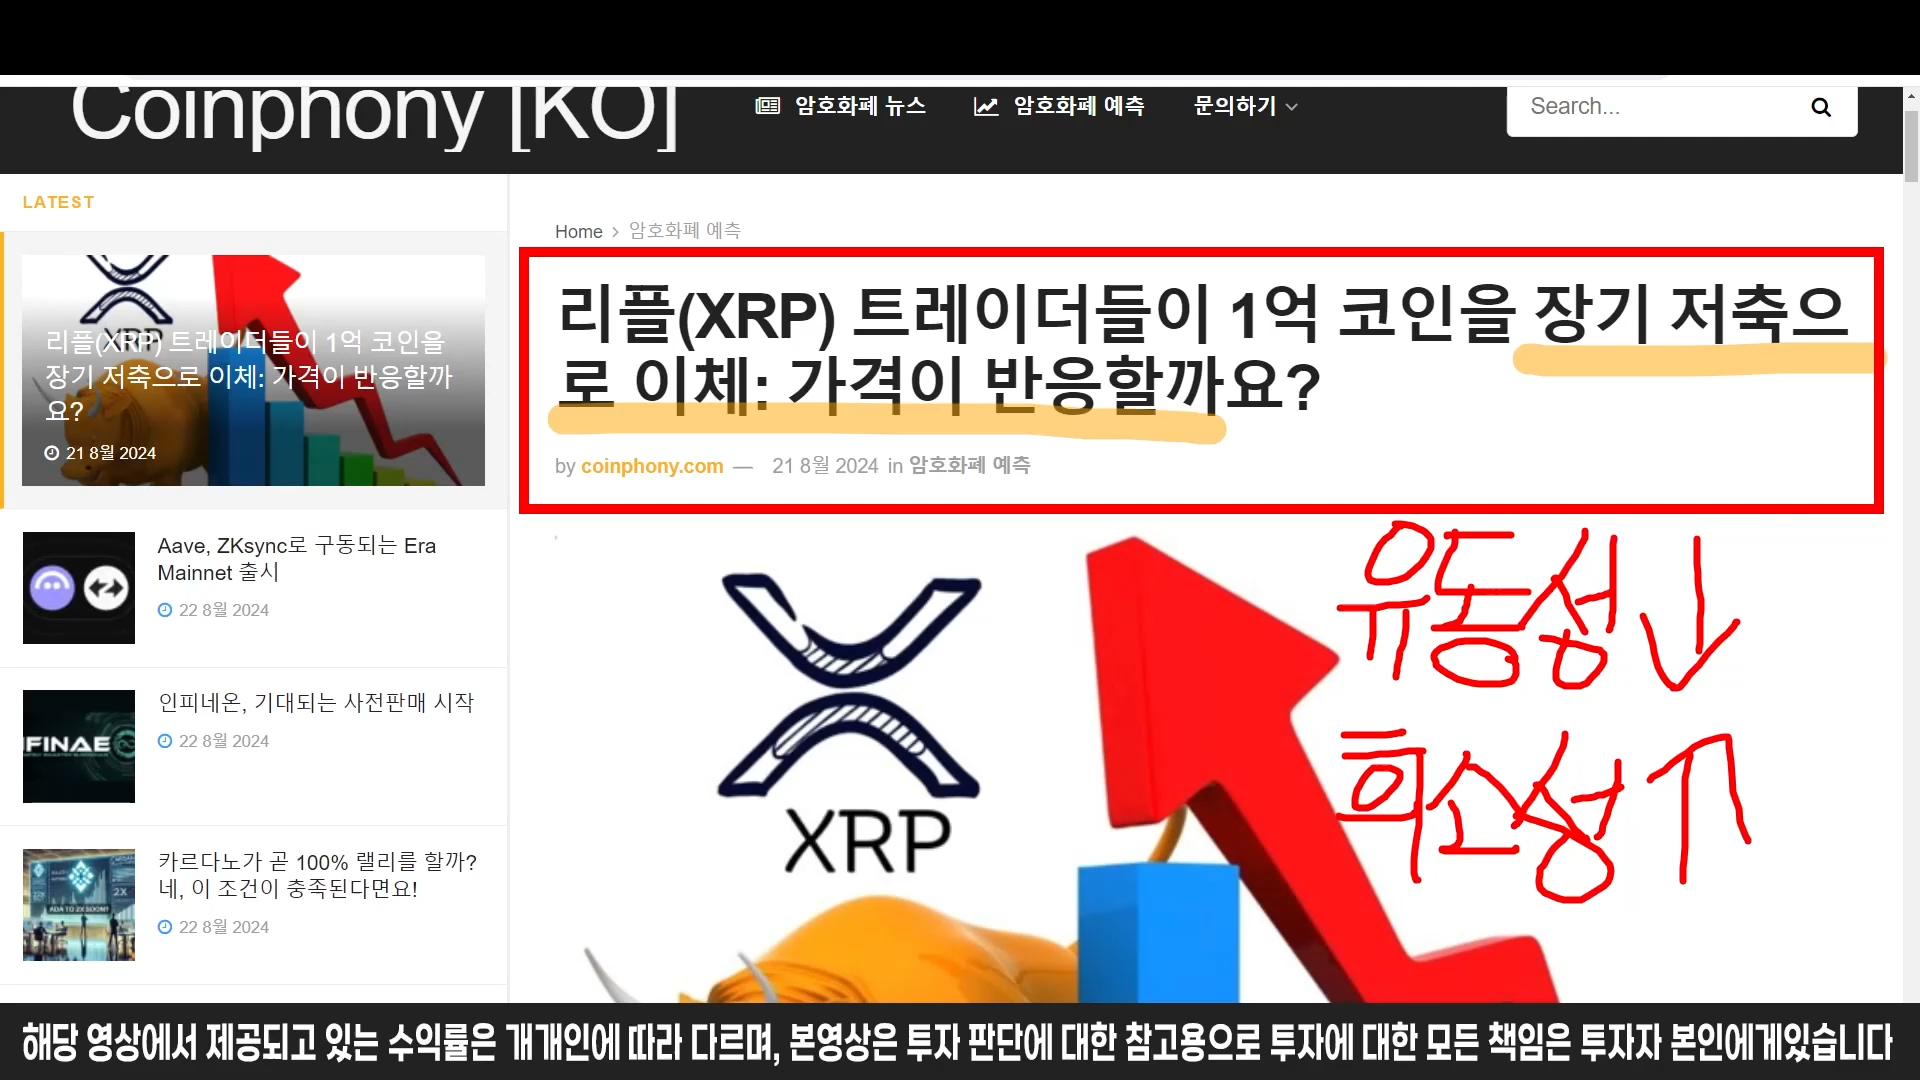 Coinphony [KO]
암호화폐 뉴스
암호화폐 예측
문의하기
Search...
LATEST
XRP
리플(XRP) 트레이더들이 1억 코인을
장기 저축으로 이체: 가격이 반응할까
요?
21 8월 2024
Aave, ZKsync로 구동되는 Era
Mainnet 출시
22 8월 2024
INFINAEON
인피네온, 기대되는 사전판매 시작
22 8월 2024
ADA TO 2X SOON?
2X
카르다노가 곧 100% 랠리를 할까?
네, 이 조건이 충족된다면요!
22 8월 2024
Home > 암호화폐 예측
리플(XRP) 트레이더들이 1억 코인을 장기 저축으
로 이체: 가격이 반응할까요?
by coinphony.com — 21 8월 2024 in 암호화폐 예측
XRP
유동성↓
희소성↑
해당 영상에서 제공되고 있는 수익률은 개개인에 따라 다르며, 본영상은 투자 판단에 대한 참고용으로 투자에 대한 모든 책임은 투자자 본인에게있습니다